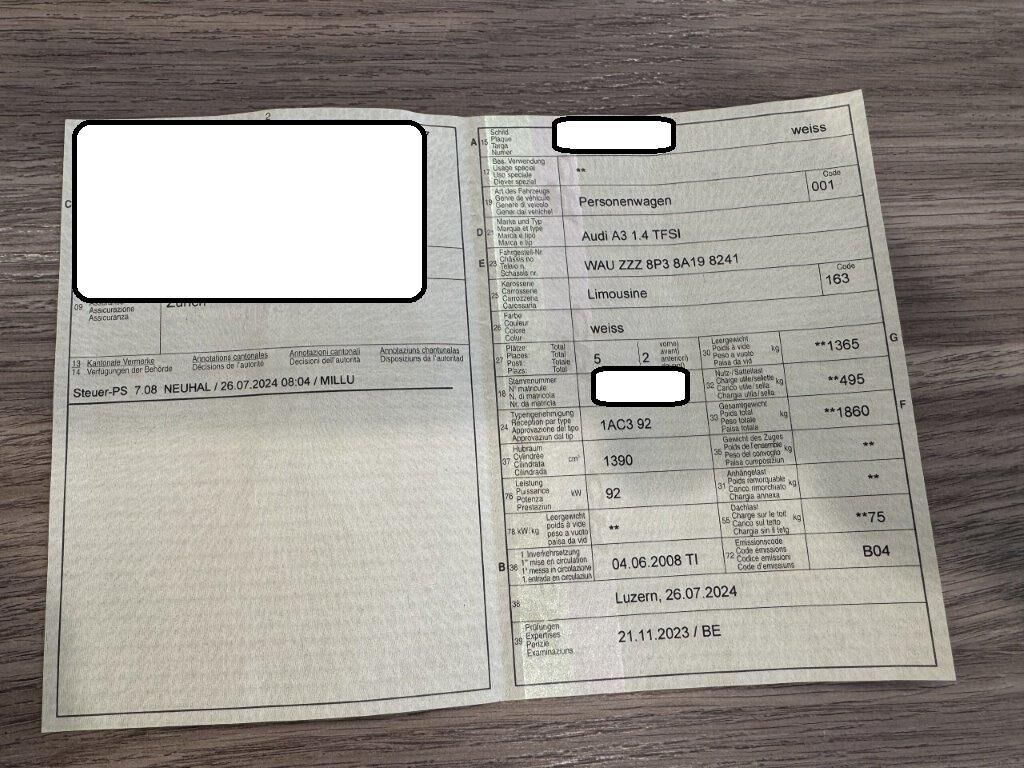 2
C
Zürich
09 Assurance
Assicurazione
Assicuranza
13 Kantonale Vermerke Annotations cantonales Annotazioni cantonali Annotaziuns chantunalas
14 Verfügungen der Behörde Décisions de l'autorité Decisioni dell'autorità Disposiziuns da l'autoritad
Steuer-PS 7.08 NEUHAL / 26.07.2024 08:04 / MILLU
A 15 Schild
Plaque
Targa
Numer
weiss
17 Bes. Verwendung
Usage spécial
Uso speciale
Diever spezial
**
19 Art des Fahrzeugs
Genre de véhicule
Genere di veicolo
Gener dal vehichel
Personenwagen
Code
001
D 21 Marke und Typ
Marque et type
Marca e tipo
Marca e tip
Audi A3 1.4 TFSI
E 23 Fahrgestell-Nr.
Châssis no
Telaio n.
Schassis nr.
WAU ZZZ 8P3 8A19 8241
25 Karosserie
Carrosserie
Carrozzeria
Carossaria
Limousine
Code
163
26 Farbe
Couleur
Colore
Colur
weiss
27 Plätze: Total
Places: Total
Posti: Totale
Plazs: Total
5
2
vorne)
avant)
anteriori)
30 Leergewicht
Poids à vide
Peso a vuoto
Paisa da vid
kg
**1365
G
18 Stammnummer
N° matricule
N. di matricola
Nr. da matricla
32 Nutz-/Sattellast
Charge utile/sellette
Carico utile/sella
Chargia utila/sella
kg
**495
24 Typengenehmigung
Réception par type
Approvazione del tipo
Approvaziun dal tip
1AC3 92
33 Gesamtgewicht
Poids total
Peso totale
Paisa totala
kg
**1860
F
37 Hubraum
Cylindrée
Cilindrata
Cilindrada
cm³
1390
35 Gewicht des Zuges
Poids de l'ensemble
Peso del convoglio
Paisa cumposiziun
kg
**
76 Leistung
Puissance
Potenza
Prestaziun
kW
92
31 Anhängelast
Poids remorquable
Carico rimorchiato
Chargia annexa
kg
**
78 kW/kg Leergewicht
poids à vide
peso a vuoto
paisa da vid
**
55 Dachlast
Charge sur le toit
Carico sul tetto
Chargia sin il tetg
kg
**75
B 36 1. Inverkehrsetzung
1re mise en circulation
1a messa in circolazione
1. entrada en circulaziun
04.06.2008 TI
72 Emissionscode
Code émissions
Codice emissioni
Code d'emissiuns
B04
38
Luzern, 26.07.2024
39 Prüfungen
Expertises
Perizie
Examinaziuns
21.11.2023 / BE